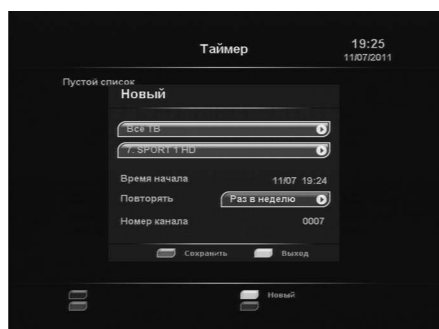 Таймер
19:25
11/07/2011
Пустой список
Новый
Все ТВ
7. SPORT 1 HD
Время начала 11/07 19:24
Повторять Раз в неделю
Номер канала 0007
Сохранить Выход
Новый